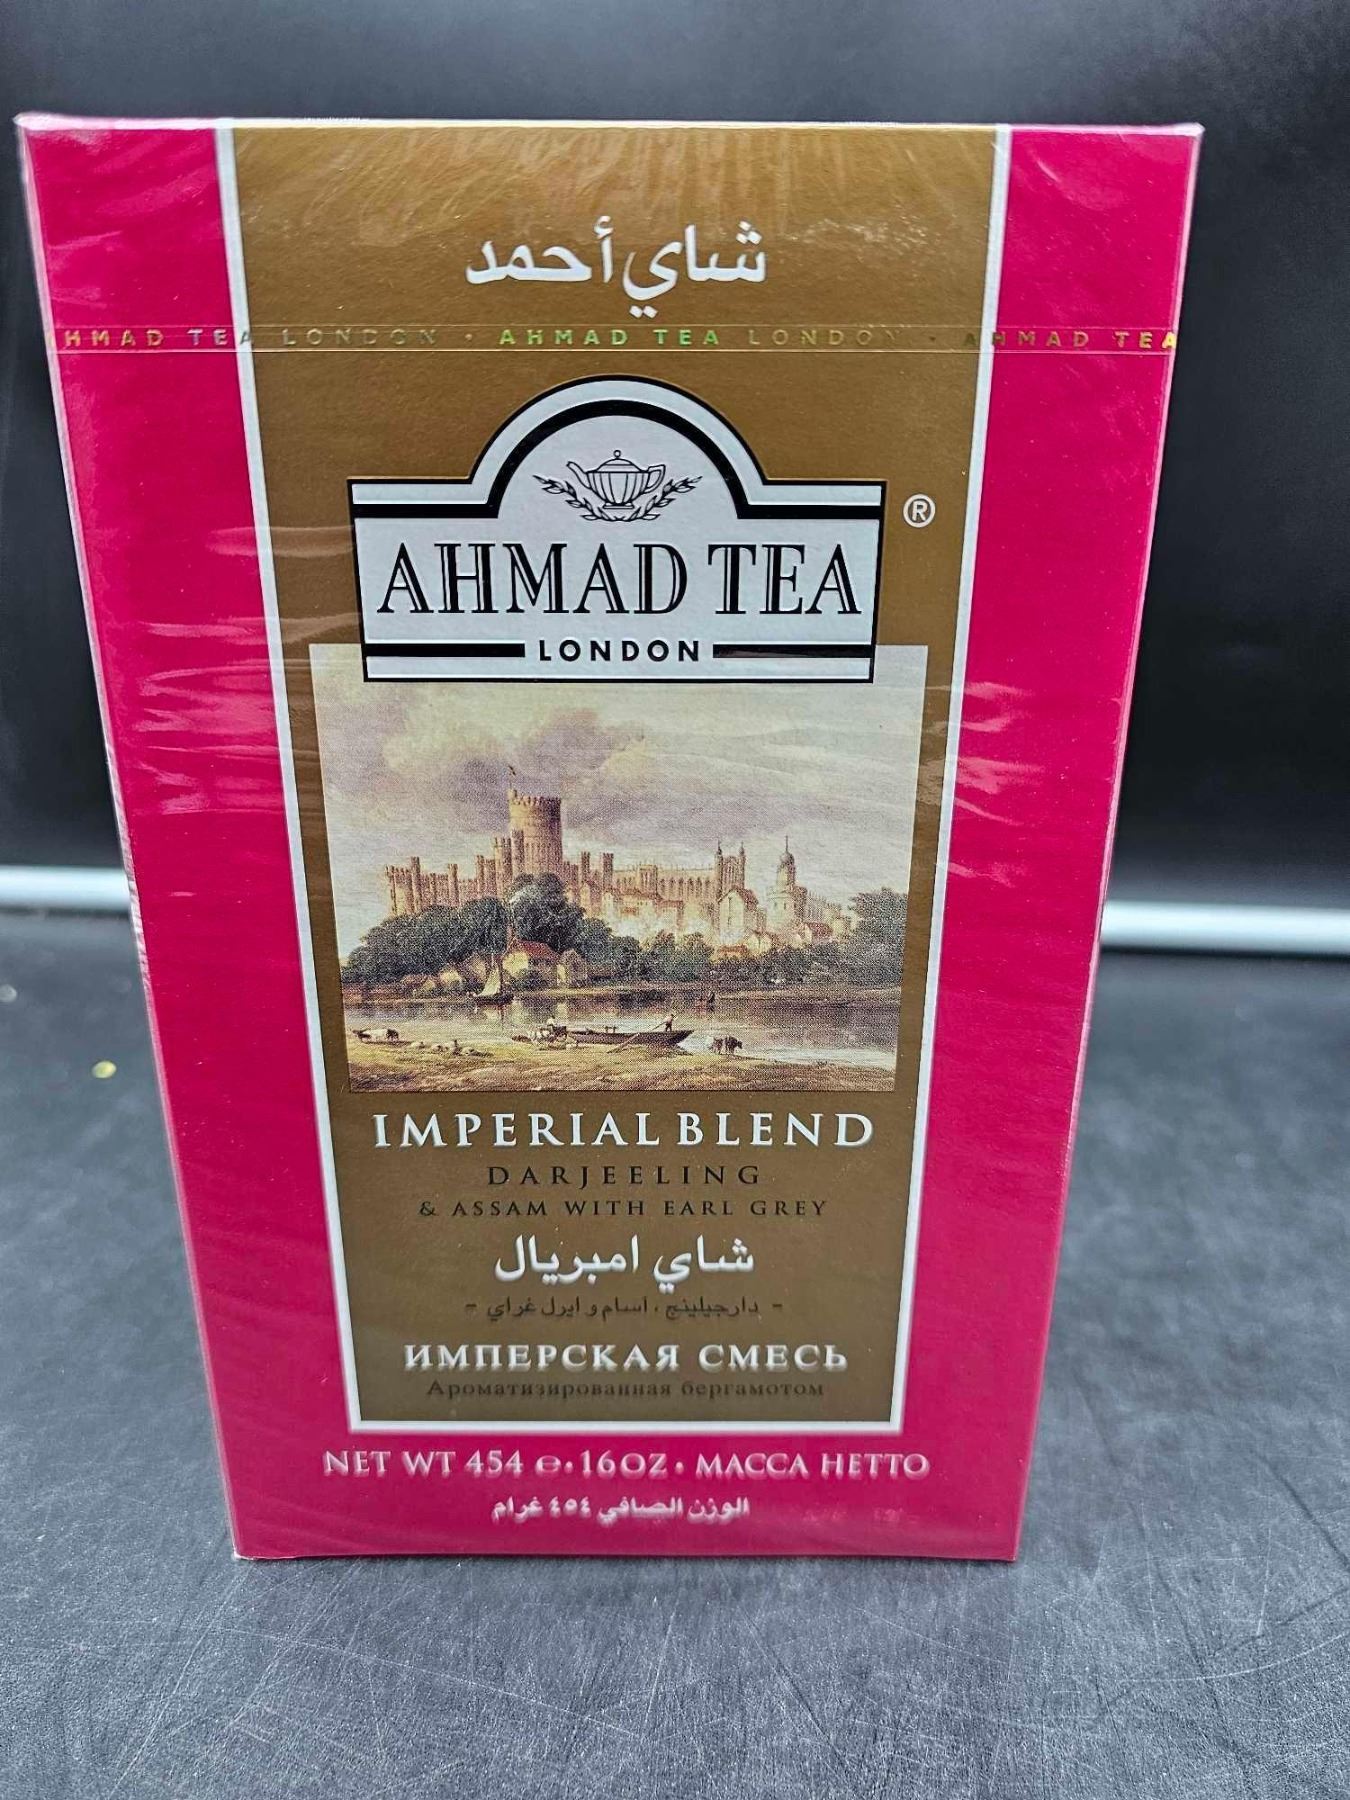 شاي أحمد
HMAD TEA LONDON · AHMAD TEA LONDON · AHMAD TEA
®
AHMAD TEA
LONDON
IMPERIAL BLEND
DARJEELING
& ASSAM WITH EARL GREY
شاي امبريال
- دارجيلينج ، أسام و ايرل غراي -
ИМПЕРСКАЯ СМЕСЬ
Ароматизированная бергамотом
NET WT 454 ℮ · 16OZ · МАССА НЕТТО
الوزن الصافي ٤٥٤ غرام